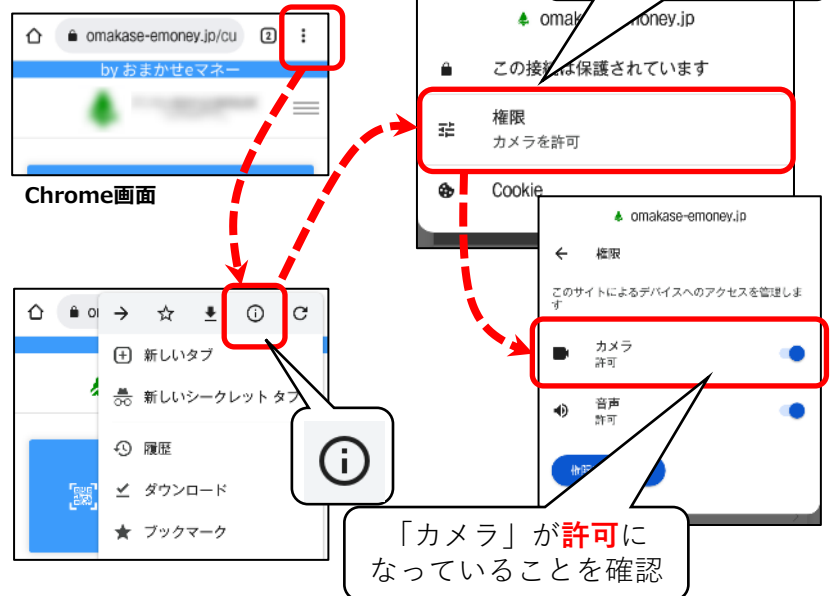 omakase-emoney.jp/cu
2
by おまかせeマネー
Chrome画面
新しいタブ
新しいシークレット タブ
履歴
ダウンロード
ブックマーク
この接続は保護されています
権限
カメラを許可
Cookie
omakase-emoney.jp
権限
このサイトによるデバイスへのアクセスを管理しま
す
カメラ
許可
音声
許可
「カメラ」が許可に
なっていることを確認